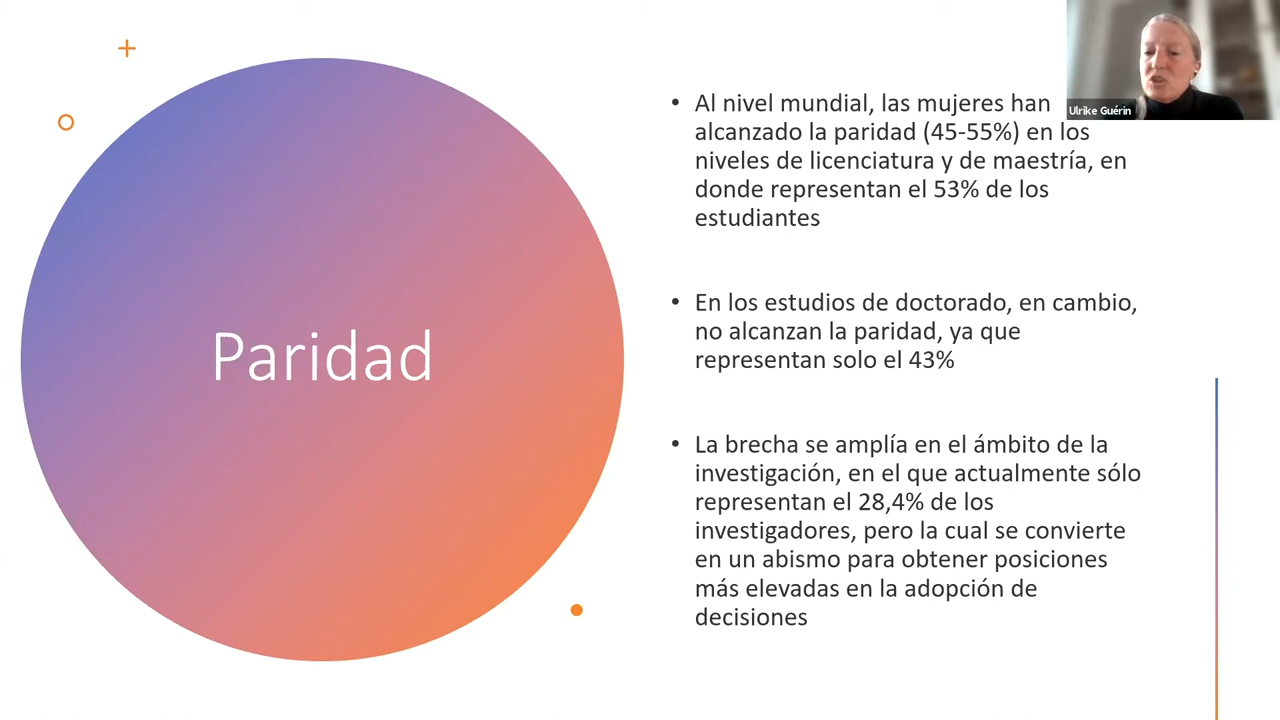 Paridad
• Al nivel mundial, las mujeres han
alcanzado la paridad (45-55%) en los
niveles de licenciatura y de maestría, en
donde representan el 53% de los
estudiantes
• En los estudios de doctorado, en cambio,
no alcanzan la paridad, ya que
representan solo el 43%
• La brecha se amplía en el ámbito de la
investigación, en el que actualmente sólo
representan el 28,4% de los
investigadores, pero la cual se convierte
en un abismo para obtener posiciones
más elevadas en la adopción de
decisiones
Ulrike Guérin